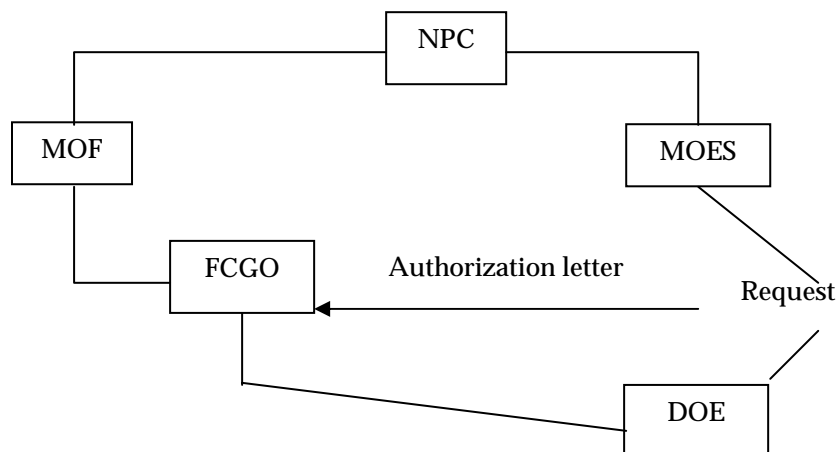 NPC
MOF
MOES
FCGO
Authorization letter
Request
DOE